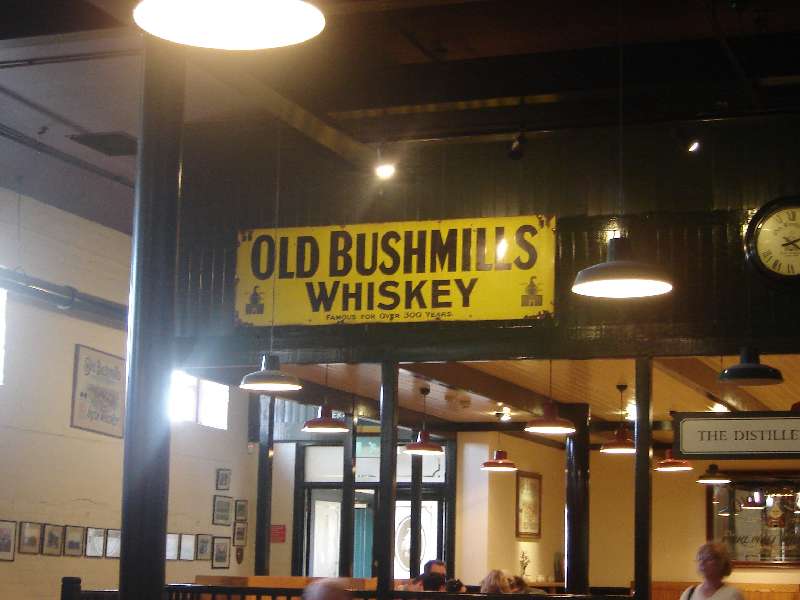 "OLD BUSHMILLS"
WHISKEY
FAMOUS FOR OVER 300 YEARS.
THE DISTILLE